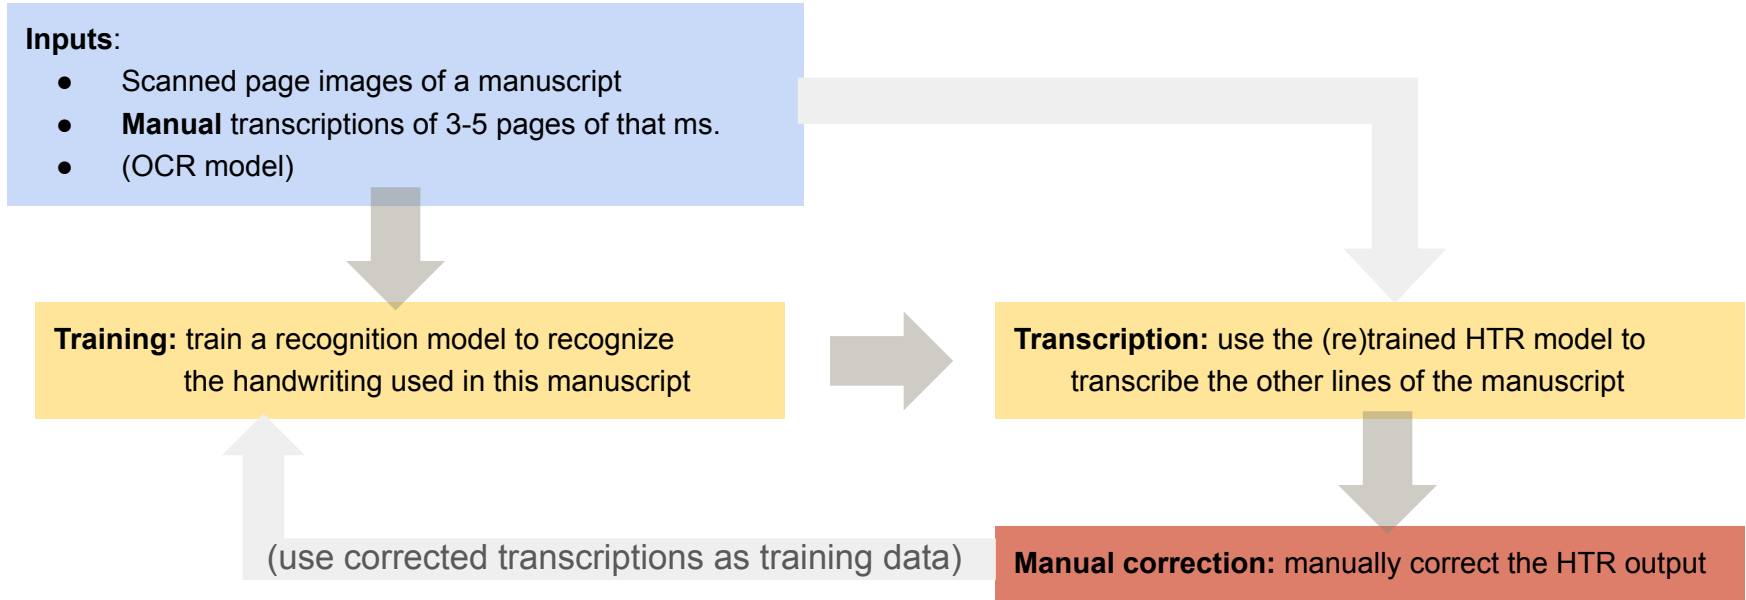 Inputs:
● Scanned page images of a manuscript
● Manual transcriptions of 3-5 pages of that ms.
● (OCR model)
Training: train a recognition model to recognize
the handwriting used in this manuscript
Transcription: use the (re)trained HTR model to
transcribe the other lines of the manuscript
(use corrected transcriptions as training data)
Manual correction: manually correct the HTR output